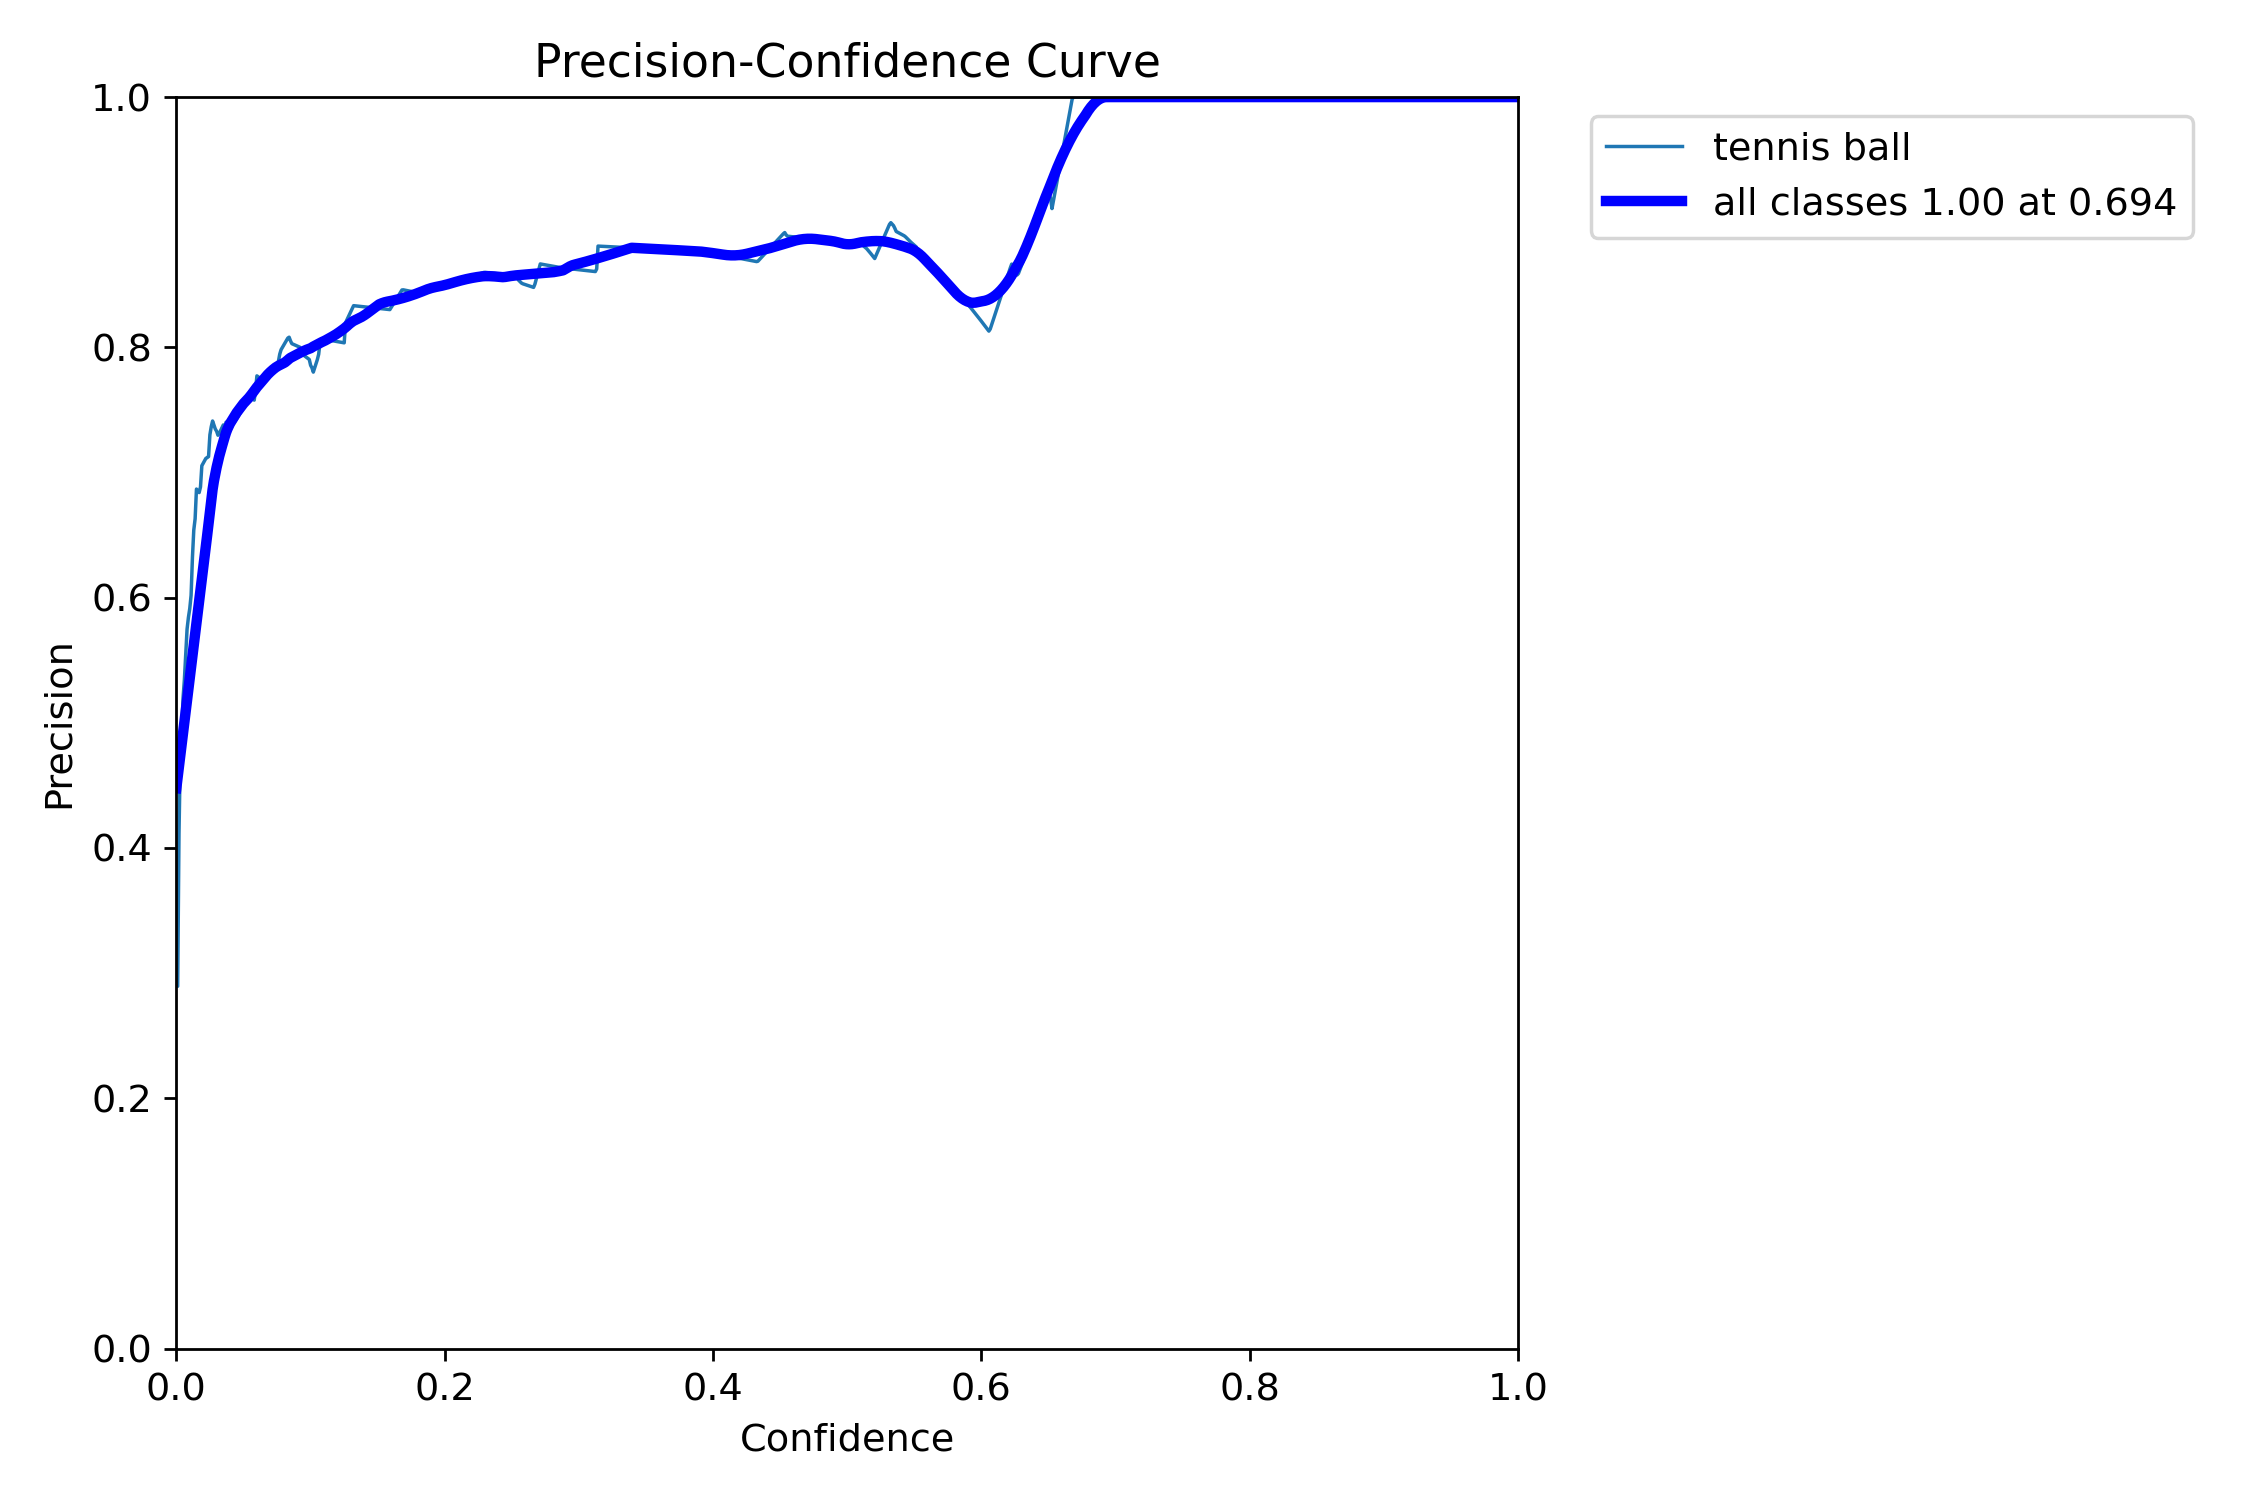 Precision-Confidence Curve
1.0
0.8
0.6
0.4
0.2
0.0
Precision
0.0 0.2 0.4 0.6 0.8 1.0
Confidence
tennis ball
all classes 1.00 at 0.694